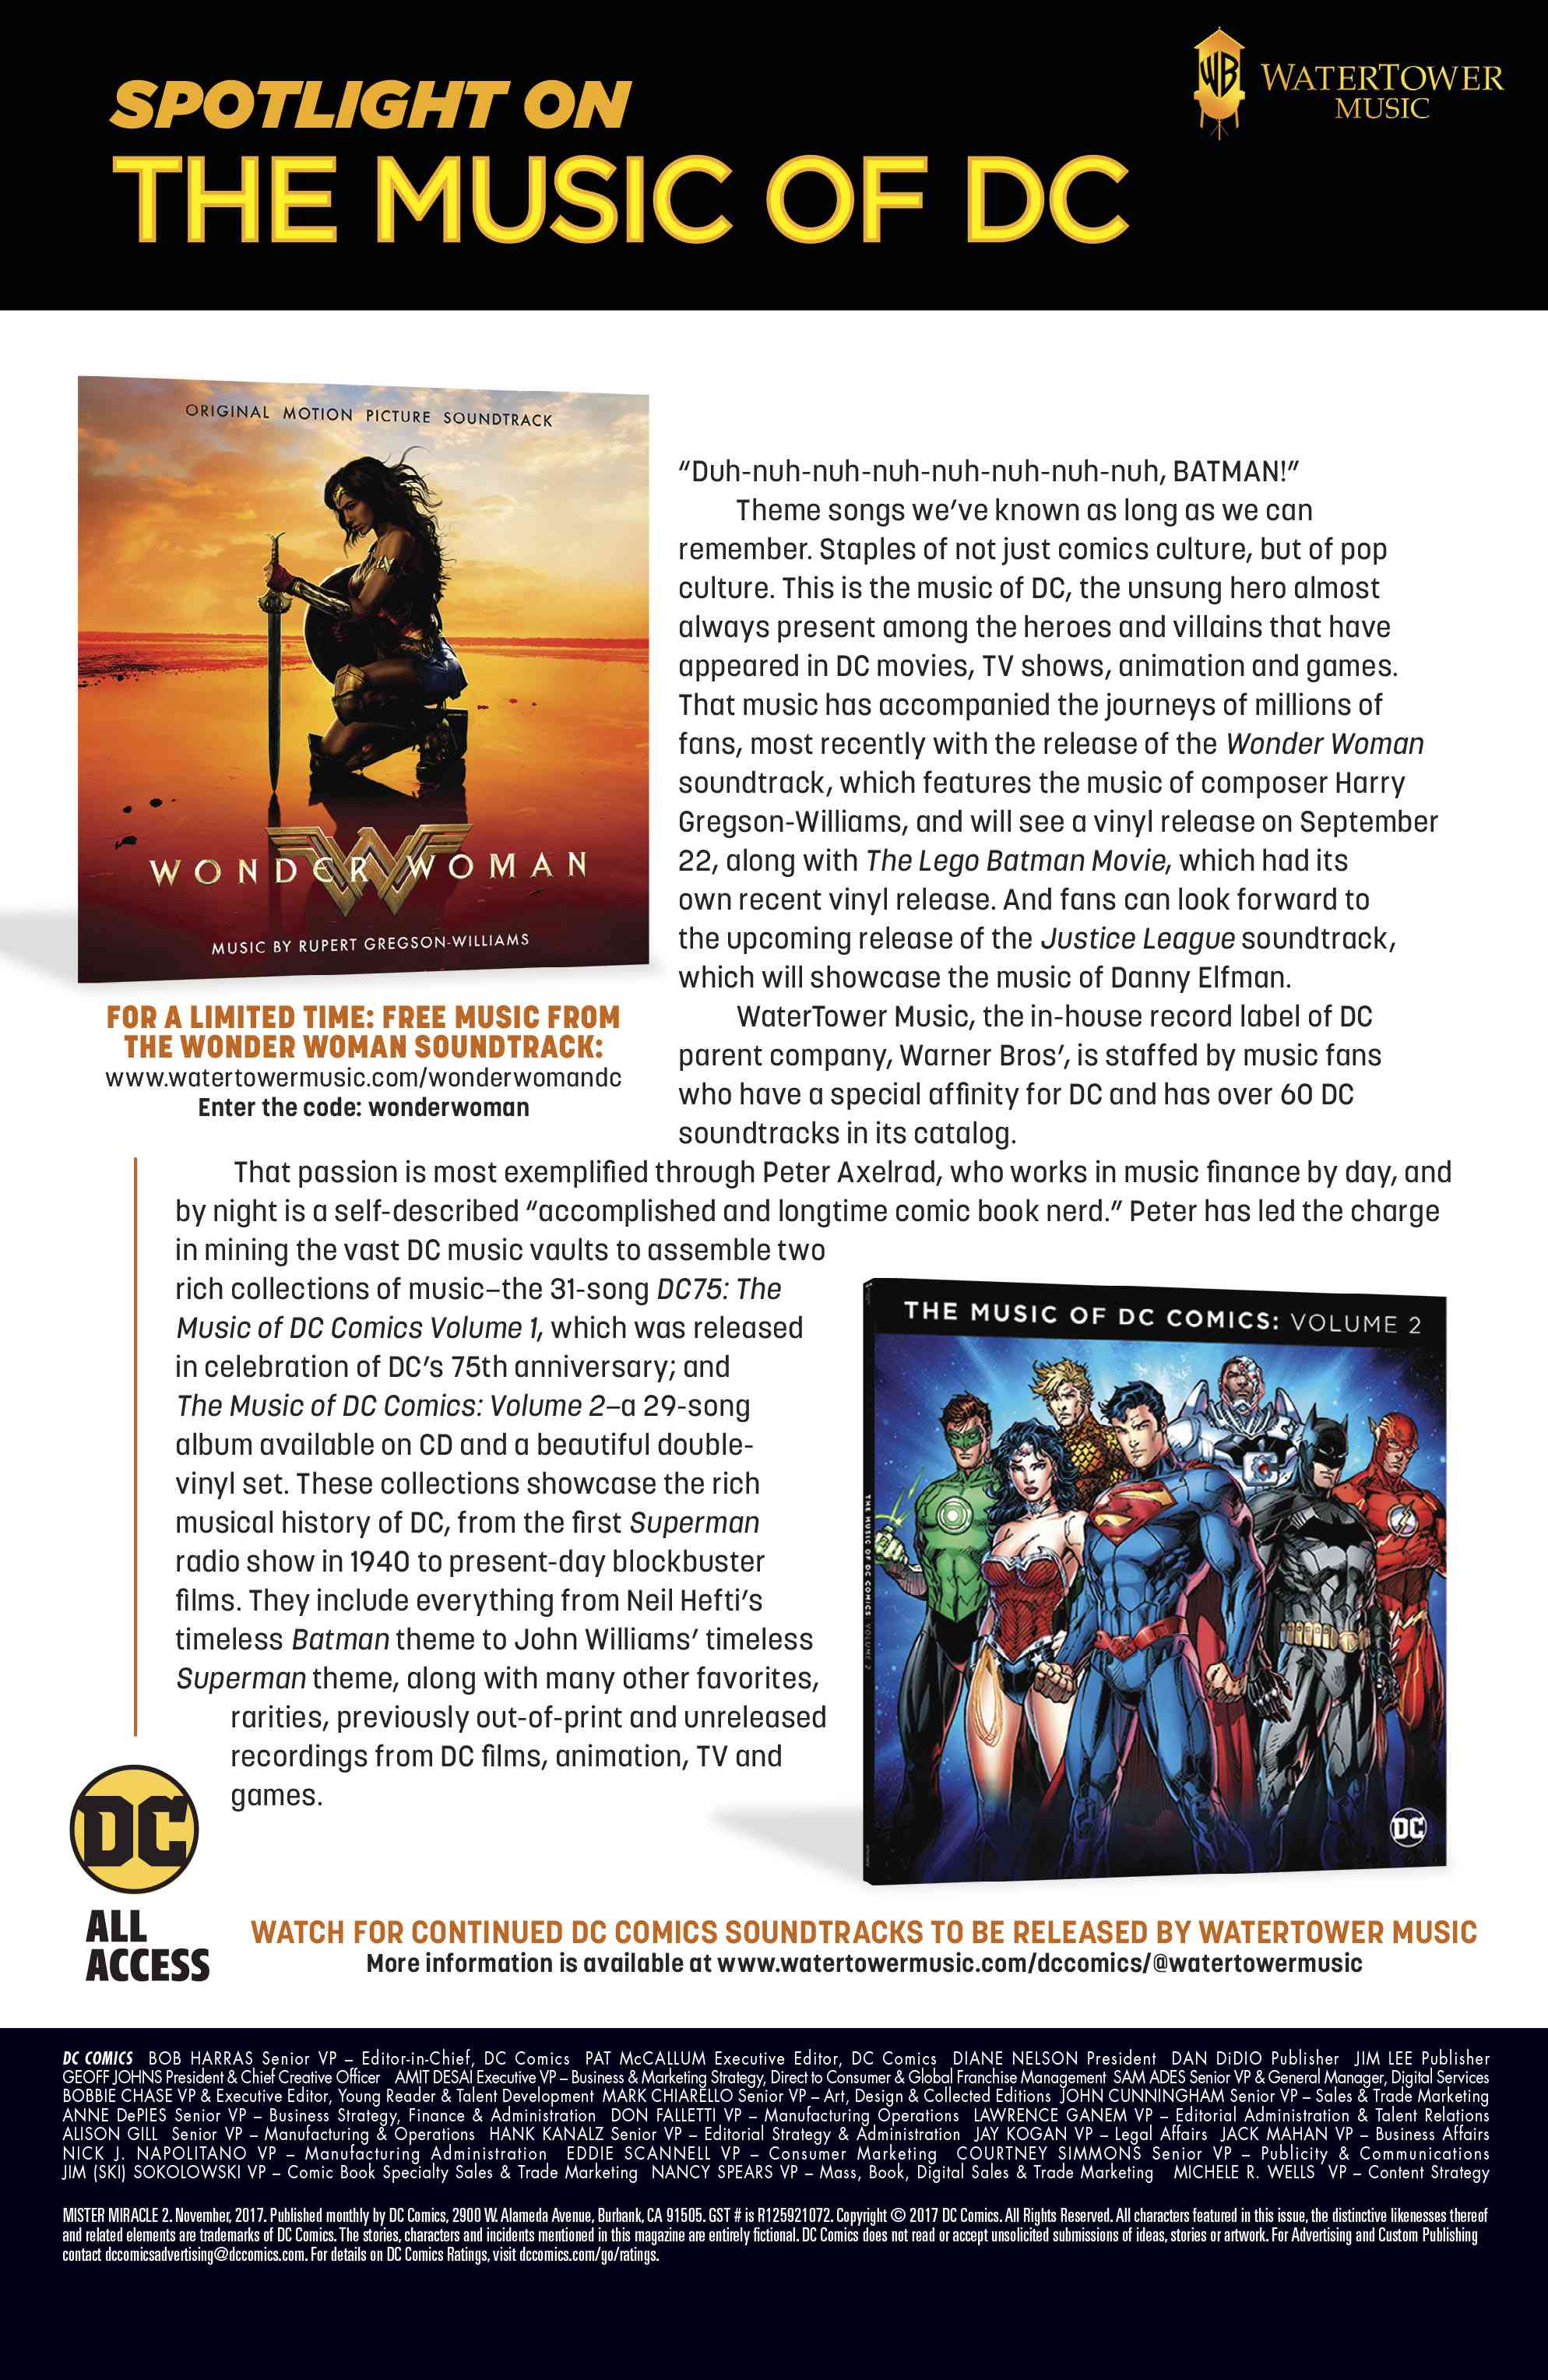 SPOTLIGHT ON
THE MUSIC OF DC
WB
WATERTOWER
MUSIC
ORIGINAL MOTION PICTURE SOUNDTRACK
WONDER WOMAN
MUSIC BY RUPERT GREGSON-WILLIAMS
FOR A LIMITED TIME: FREE MUSIC FROM
THE WONDER WOMAN SOUNDTRACK:
www.watertowermusic.com/wonderwomandc
Enter the code: wonderwoman
“Duh-nuh-nuh-nuh-nuh-nuh-nuh-nuh, BATMAN!”
Theme songs we’ve known as long as we can
remember. Staples of not just comics culture, but of pop
culture. This is the music of DC, the unsung hero almost
always present among the heroes and villains that have
appeared in DC movies, TV shows, animation and games.
That music has accompanied the journeys of millions of
fans, most recently with the release of the Wonder Woman
soundtrack, which features the music of composer Harry
Gregson-Williams, and will see a vinyl release on September
22, along with The Lego Batman Movie, which had its
own recent vinyl release. And fans can look forward to
the upcoming release of the Justice League soundtrack,
which will showcase the music of Danny Elfman.
WaterTower Music, the in-house record label of DC
parent company, Warner Bros’, is staffed by music fans
who have a special affinity for DC and has over 60 DC
soundtracks in its catalog.
That passion is most exemplified through Peter Axelrad, who works in music finance by day, and
by night is a self-described “accomplished and longtime comic book nerd.” Peter has led the charge
in mining the vast DC music vaults to assemble two
rich collections of music–the 31-song DC75: The
Music of DC Comics Volume 1, which was released
in celebration of DC’s 75th anniversary; and
The Music of DC Comics: Volume 2–a 29-song
album available on CD and a beautiful double-
vinyl set. These collections showcase the rich
musical history of DC, from the first Superman
radio show in 1940 to present-day blockbuster
films. They include everything from Neil Hefti’s
timeless Batman theme to John Williams’ timeless
Superman theme, along with many other favorites,
rarities, previously out-of-print and unreleased
recordings from DC films, animation, TV and
games.
THE MUSIC OF DC COMICS: VOLUME 2
THE MUSIC OF DC COMICS: VOLUME 2
DC
DC
ALL
ACCESS
WATCH FOR CONTINUED DC COMICS SOUNDTRACKS TO BE RELEASED BY WATERTOWER MUSIC
More information is available at www.watertowermusic.com/dccomics/@watertowermusic
DC COMICS BOB HARRAS Senior VP – Editor-in-Chief, DC Comics PAT McCALLUM Executive Editor, DC Comics DIANE NELSON President DAN DiDIO Publisher JIM LEE Publisher
GEOFF JOHNS President & Chief Creative Officer AMIT DESAI Executive VP – Business & Marketing Strategy, Direct to Consumer & Global Franchise Management SAM ADES Senior VP & General Manager, Digital Services
BOBBIE CHASE VP & Executive Editor, Young Reader & Talent Development MARK CHIARELLO Senior VP – Art, Design & Collected Editions JOHN CUNNINGHAM Senior VP – Sales & Trade Marketing
ANNE DePIES Senior VP – Business Strategy, Finance & Administration DON FALLETTI VP – Manufacturing Operations LAWRENCE GANEM VP – Editorial Administration & Talent Relations
ALISON GILL Senior VP – Manufacturing & Operations HANK KANALZ Senior VP – Editorial Strategy & Administration JAY KOGAN VP – Legal Affairs JACK MAHAN VP – Business Affairs
NICK J. NAPOLITANO VP – Manufacturing Administration EDDIE SCANNELL VP – Consumer Marketing COURTNEY SIMMONS Senior VP – Publicity & Communications
JIM (SKI) SOKOLOWSKI VP – Comic Book Specialty Sales & Trade Marketing NANCY SPEARS VP – Mass, Book, Digital Sales & Trade Marketing MICHELE R. WELLS VP – Content Strategy
MISTER MIRACLE 2. November, 2017. Published monthly by DC Comics, 2900 W. Alameda Avenue, Burbank, CA 91505. GST # is R125921072. Copyright © 2017 DC Comics. All Rights Reserved. All characters featured in this issue, the distinctive likenesses thereof
and related elements are trademarks of DC Comics. The stories, characters and incidents mentioned in this magazine are entirely fictional. DC Comics does not read or accept unsolicited submissions of ideas, stories or artwork. For Advertising and Custom Publishing
contact dccomicsadvertising@dccomics.com. For details on DC Comics Ratings, visit dccomics.com/go/ratings.